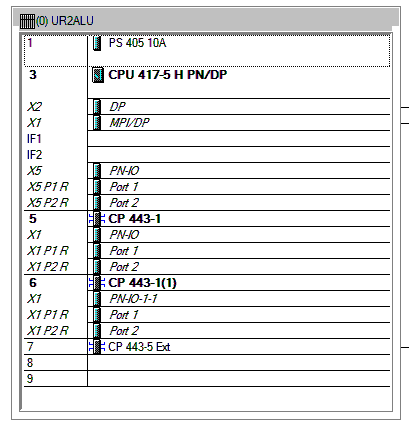 (0) UR2ALU
1 PS 405 10A
3 CPU 417-5 H PN/DP
X2 DP
X1 MPI/DP
IF1
IF2
X5 PN-IO
X5 P1 R Port 1
X5 P2 R Port 2
5 CP 443-1
X1 PN-IO
X1 P1 R Port 1
X1 P2 R Port 2
6 CP 443-1(1)
X1 PN-IO-1-1
X1 P1 R Port 1
X1 P2 R Port 2
7 CP 443-5 Ext
8
9